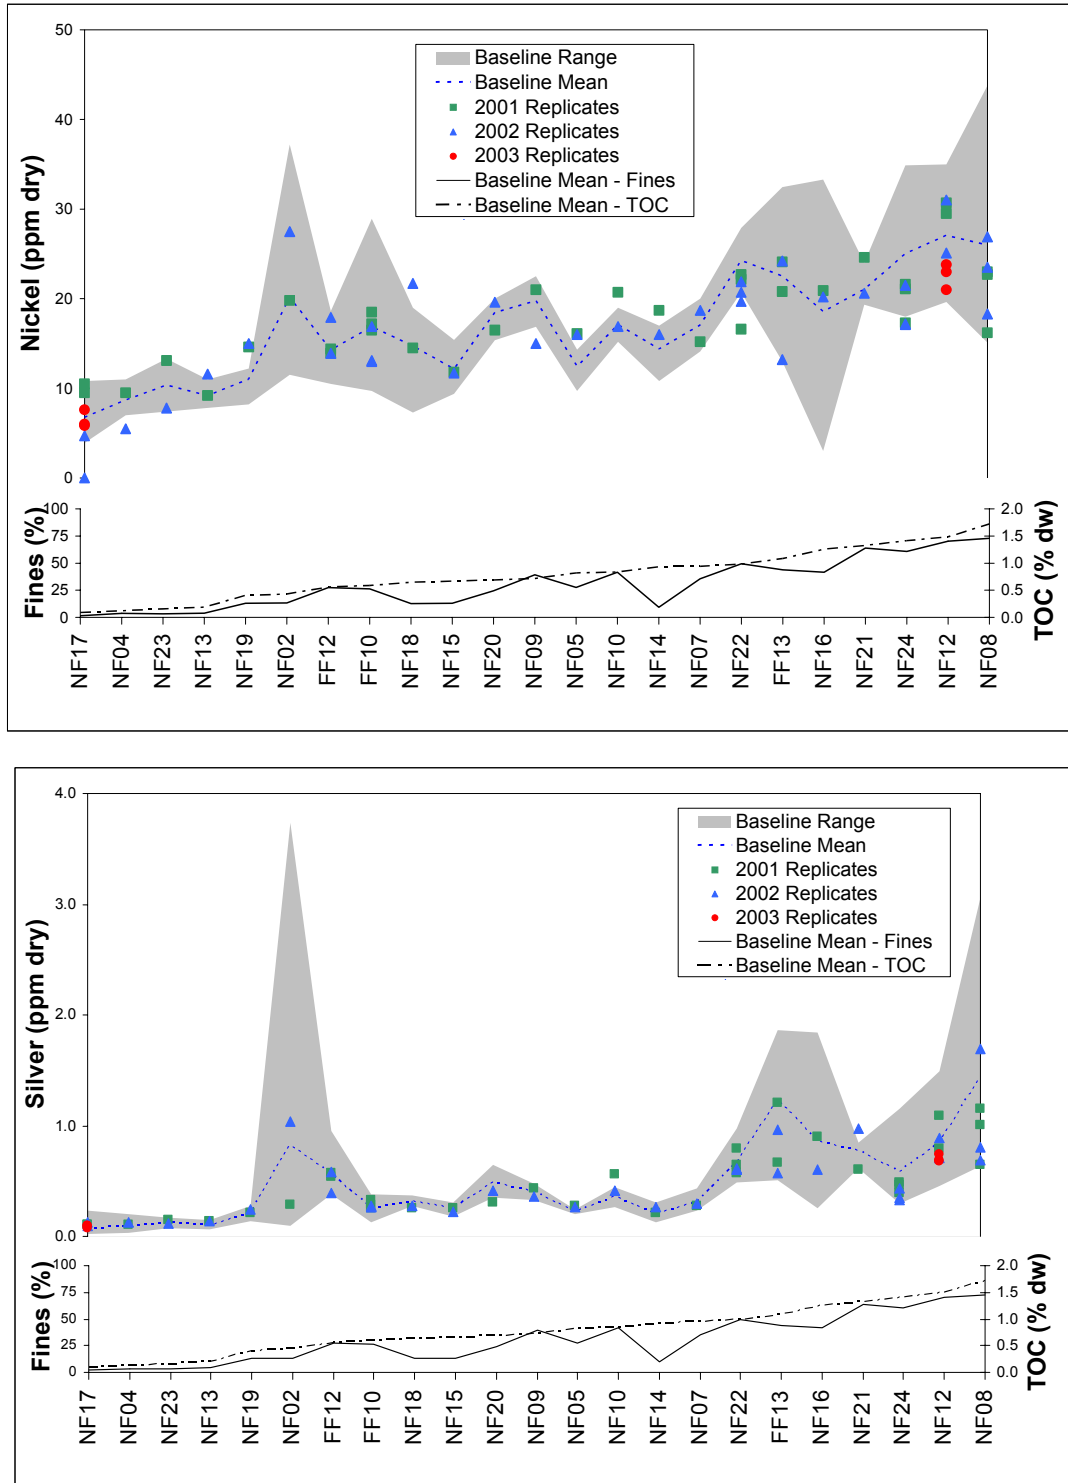 50
40
30
20
10
0
Nickel (ppm dry)
Baseline Range
Baseline Mean
2001 Replicates
2002 Replicates
2003 Replicates
Baseline Mean - Fines
Baseline Mean - TOC
100
75
50
25
0
Fines (%)
2.0
1.5
1.0
0.5
0.0
TOC (% dw)
NF17
NF04
NF23
NF13
NF19
NF02
FF12
FF10
NF18
NF15
NF20
NF09
NF05
NF10
NF14
NF07
NF22
FF13
NF16
NF21
NF24
NF12
NF08
4.0
3.0
2.0
1.0
0.0
Silver (ppm dry)
Baseline Range
Baseline Mean
2001 Replicates
2002 Replicates
2003 Replicates
Baseline Mean - Fines
Baseline Mean - TOC
100
75
50
25
0
Fines (%)
2.0
1.5
1.0
0.5
0.0
TOC (% dw)
NF17
NF04
NF23
NF13
NF19
NF02
FF12
FF10
NF18
NF15
NF20
NF09
NF05
NF10
NF14
NF07
NF22
FF13
NF16
NF21
NF24
NF12
NF08